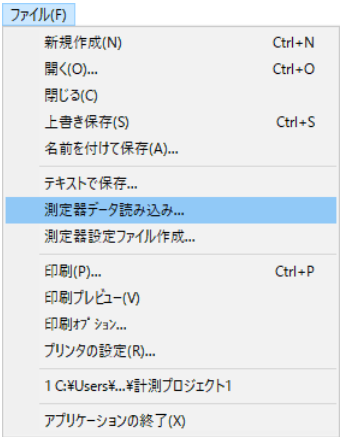 ファイル(F)
新規作成(N) Ctrl+N
開く(O)... Ctrl+O
閉じる(C)
上書き保存(S) Ctrl+S
名前を付けて保存(A)...
テキストで保存...
測定器データ読み込み...
測定器設定ファイル作成...
印刷(P)... Ctrl+P
印刷プレビュー(V)
印刷ｵﾌﾟｼｮﾝ...
プリンタの設定(R)...
1 C:¥Users¥...¥計測プロジェクト1
アプリケーションの終了(X)